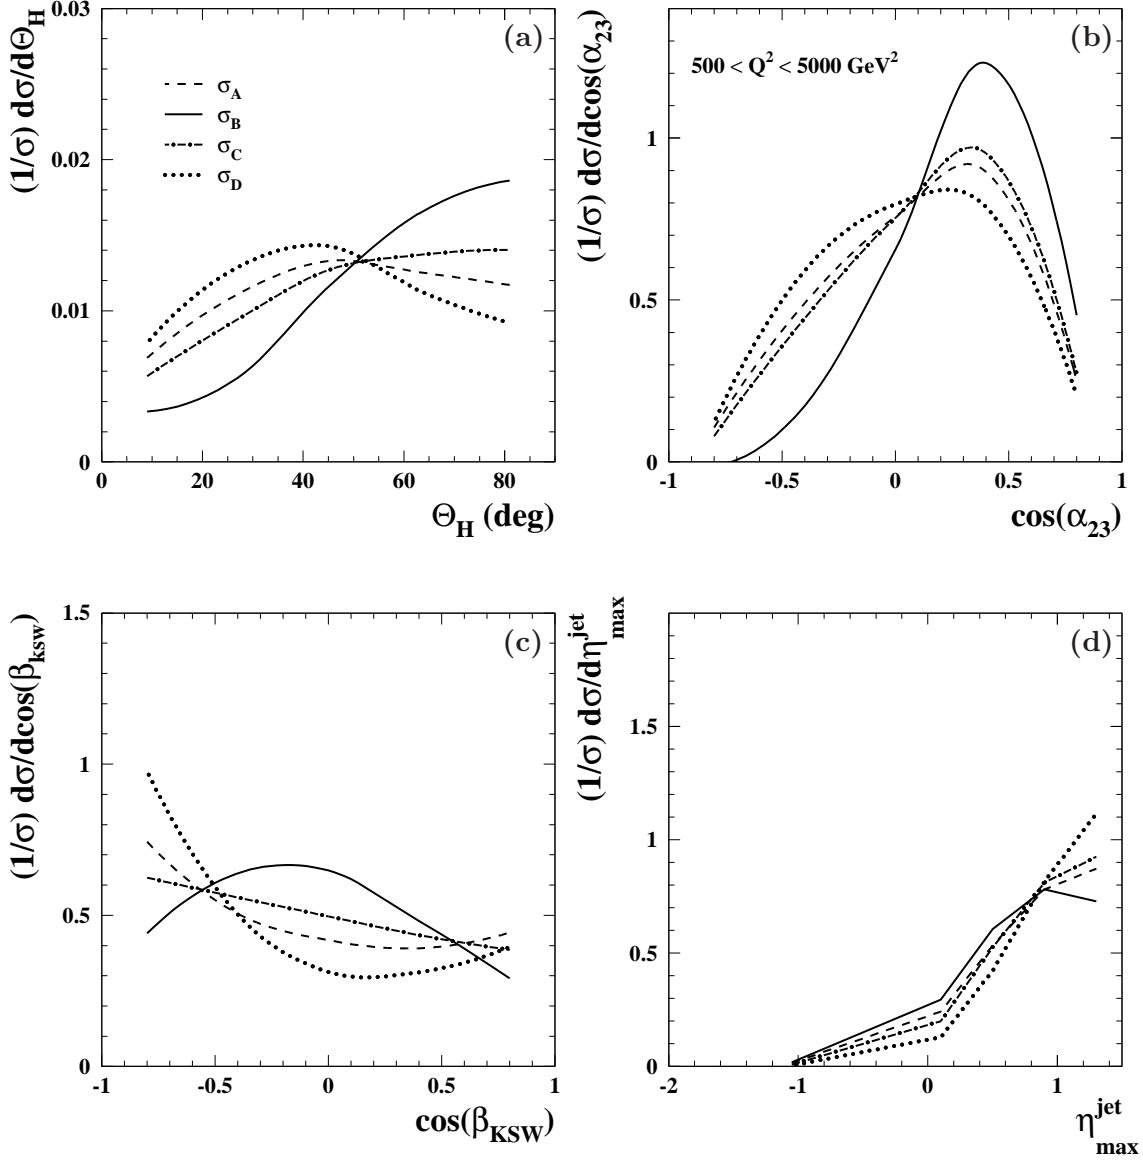 (1/σ) dσ/dΘ_H
0.03
0.02
0.01
0
(a)
σ_A
σ_B
σ_C
σ_D
0 20 40 60 80
Θ_H (deg)
(1/σ) dσ/dcos(α_23)
1
0.5
0
(b)
500 < Q² < 5000 GeV²
-1 -0.5 0 0.5 1
cos(α_23)
(1/σ) dσ/dcos(β_ksw)
1.5
1
0.5
0
(c)
-1 -0.5 0 0.5 1
cos(β_KSW)
(1/σ) dσ/dη^jet_max
1.5
1
0.5
0
(d)
-2 -1 0 1
η^jet_max